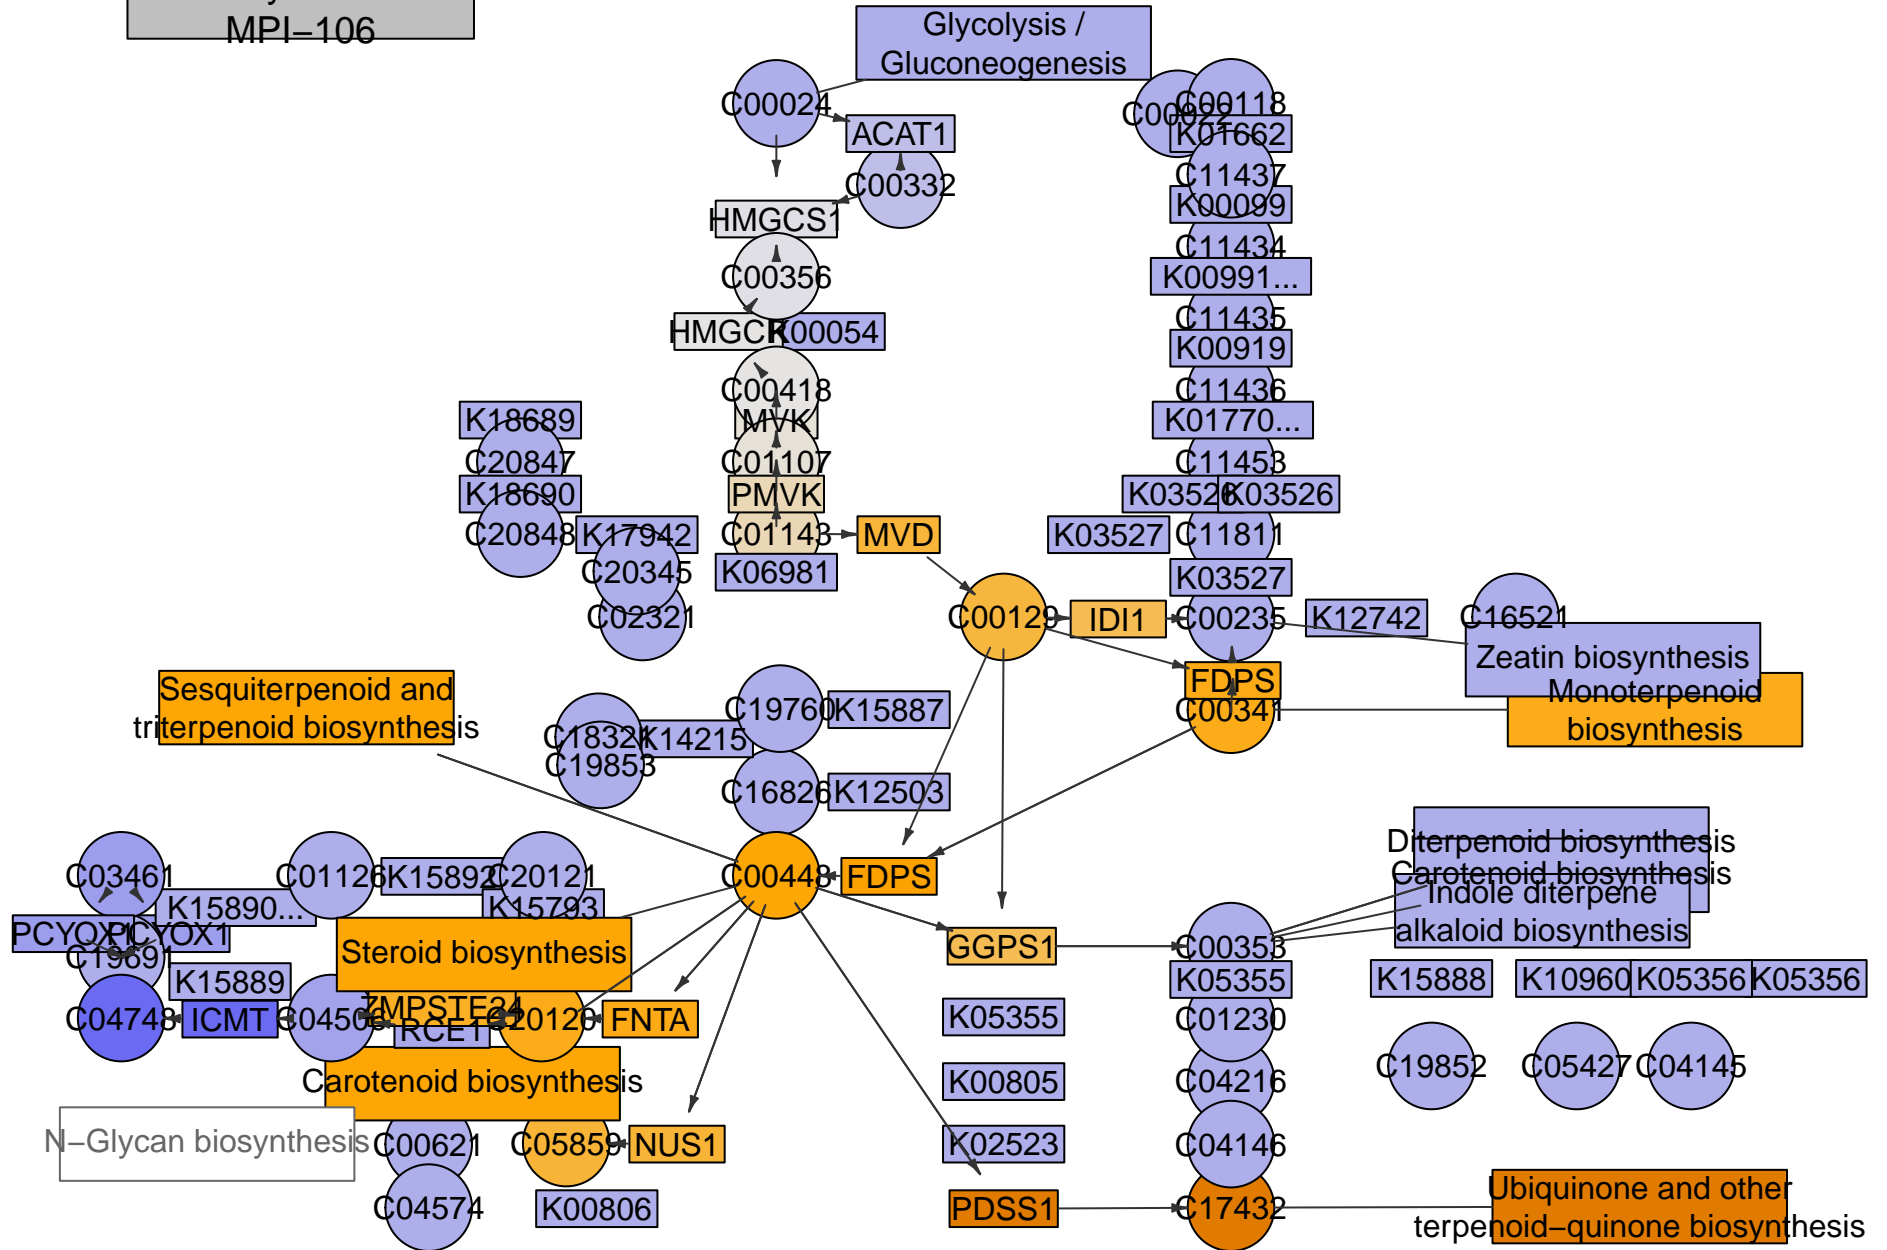 MPI−106
Glycolysis /
Gluconeogenesis
C00024
C00022
C00118
ACAT1
K01662
C00332
C11437
HMGCS1
K00099
C11434
C00356
K00991...
C11435
HMGCR
K00054
K00919
C00418
C11436
K18689
MVK
K01770...
C20847
C01107
C11453
K18690
PMVK
K03526
K03526
C20848
K17942
C01143
MVD
K03527
C11811
C20345
K06981
K03527
C02321
C00129
IDI1
C00235
K12742
C16521
Zeatin biosynthesis
Sesquiterpenoid and
triterpenoid biosynthesis
FDPS
Monoterpenoid
biosynthesis
C19760
K15887
C00341
C18324
K14215
C19853
C16826
K12503
Diterpenoid biosynthesis
Carotenoid biosynthesis
C03461
C01126
K15892
C20121
C00448
FDPS
Indole diterpene
alkaloid biosynthesis
K15890...
K15793
PCYOX1
PCYOX1
C19691
Steroid biosynthesis
GGPS1
C00353
K15889
K05355
K15888
K10960
K05356
K05356
C04748
ICMT
C04506
ZMPSTE24
RCE1
C20120
FNTA
K05355
C01230
C19852
C05427
C04145
Carotenoid biosynthesis
K00805
C04216
N−Glycan biosynthesis
C00621
C05859
NUS1
K02523
C04146
C04574
K00806
PDSS1
C17432
Ubiquinone and other
terpenoid−quinone biosynthesis